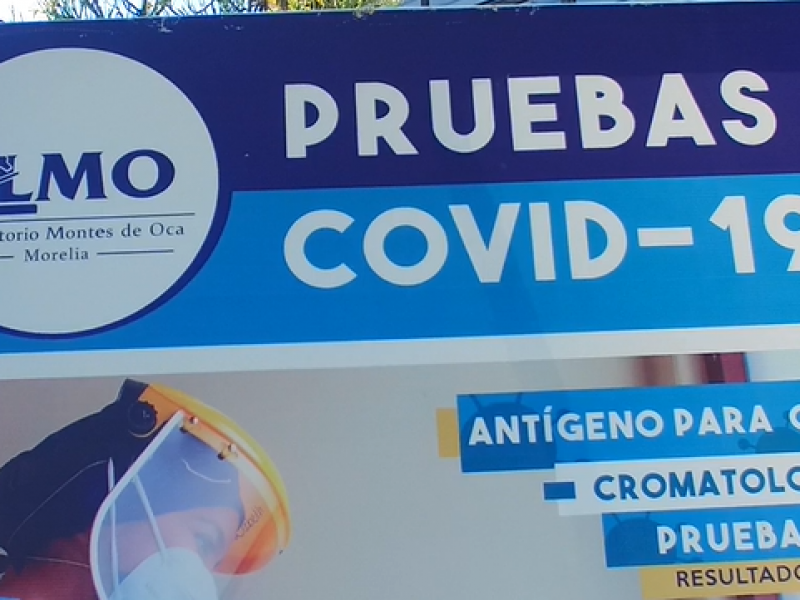 PRUEBAS
COVID-19
LMO
torio Montes de Oca
Morelia
ANTÍGENO PARA C
CROMATOLO
PRUEBA
RESULTADO